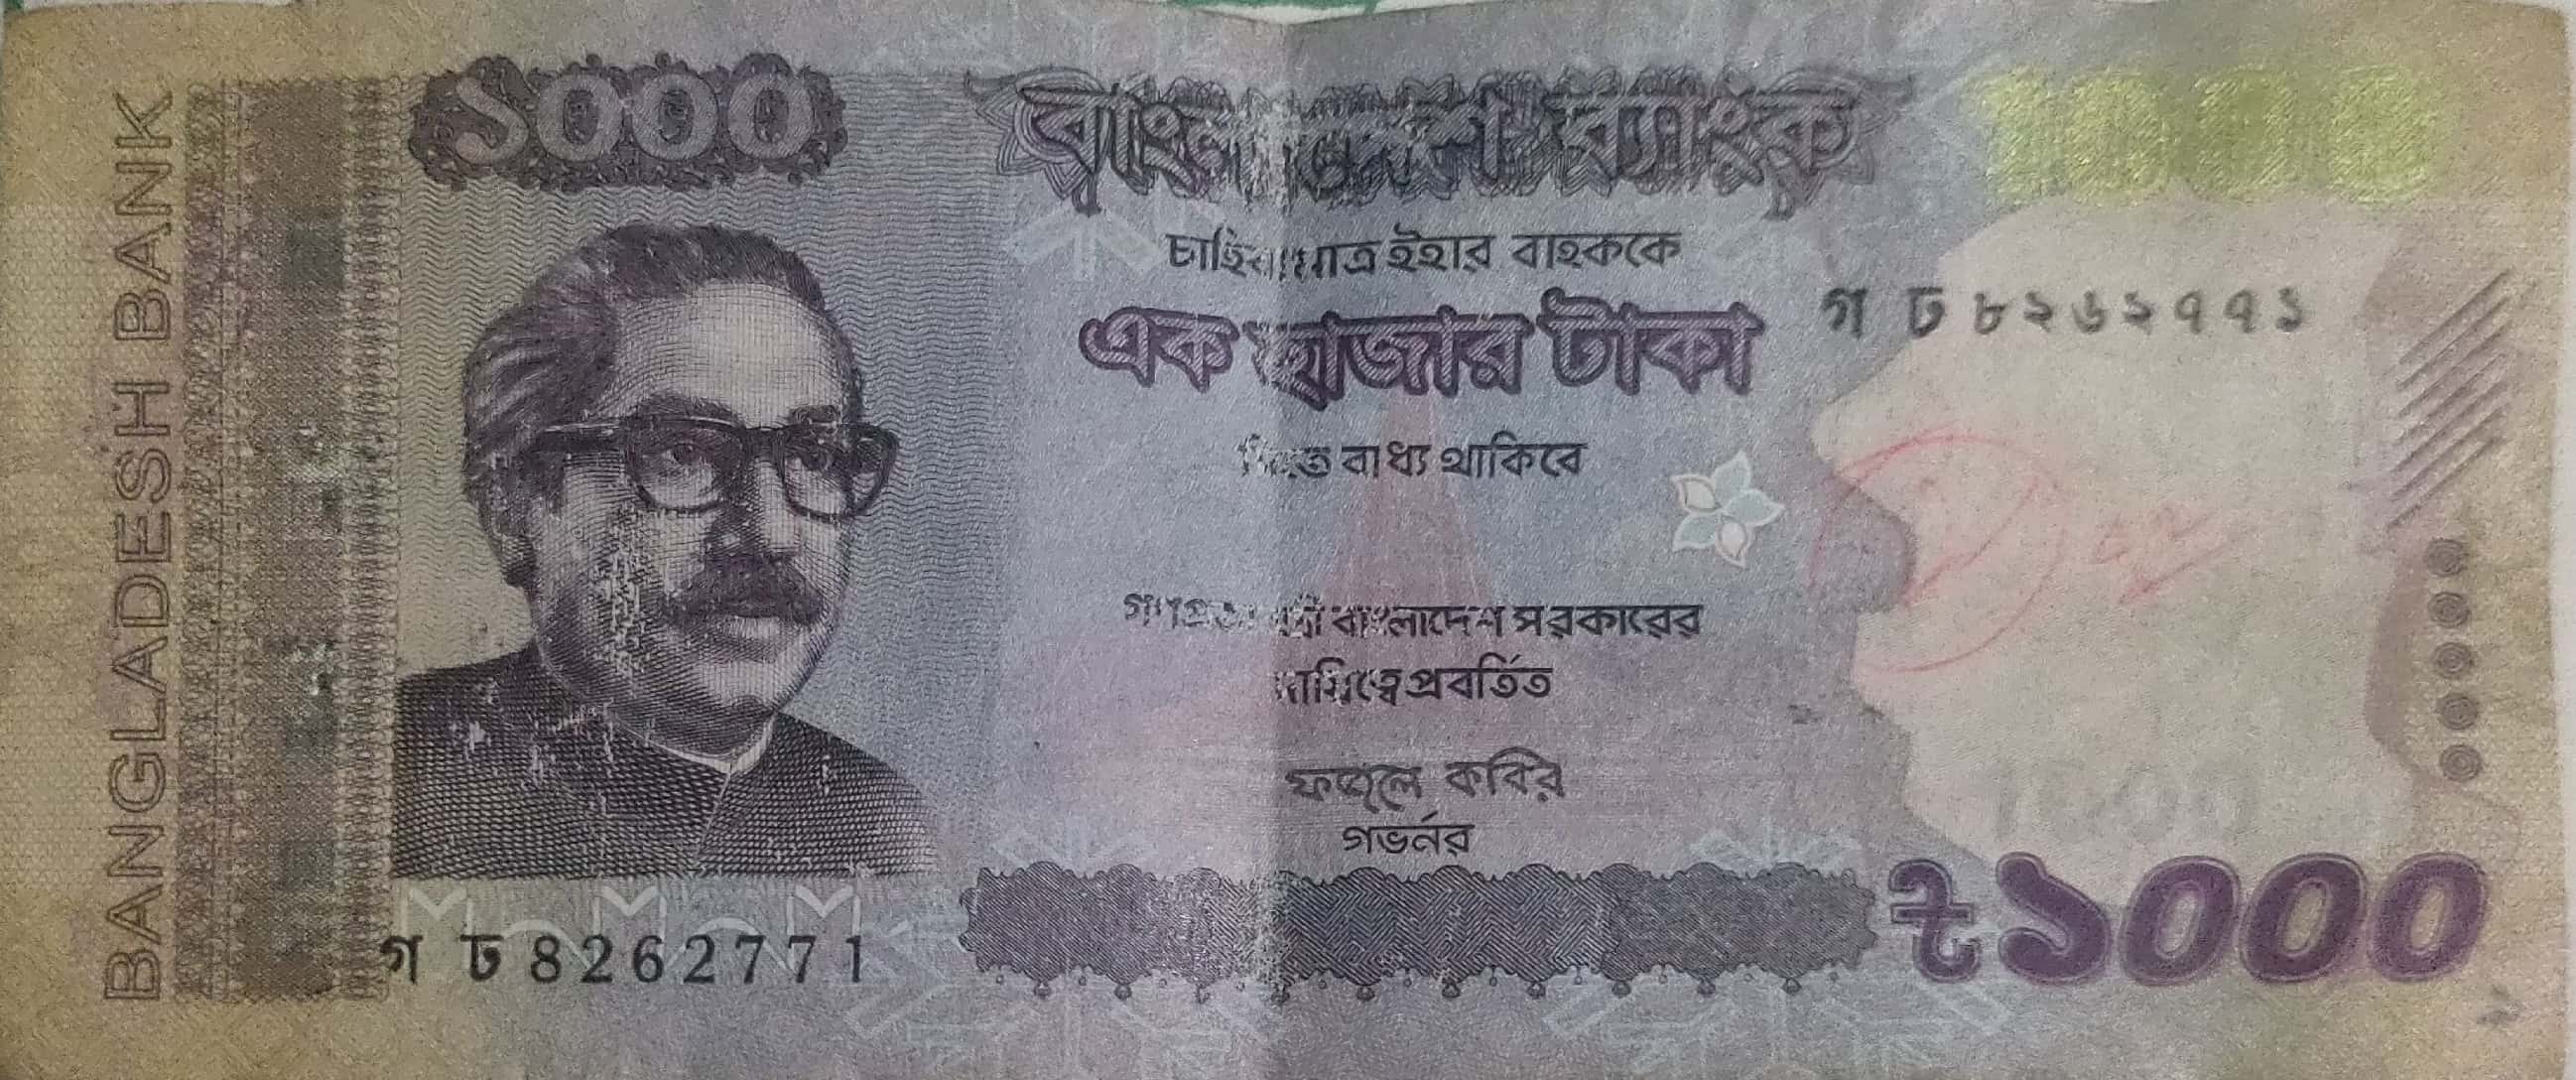 BANGLADESH BANK
১০০০
বাংলাদেশ ব্যাংক
চাহিবামাত্র ইহার বাহককে
এক হাজার টাকা
দিতে বাধ্য থাকিবে
গ ঢ ৮২৬২৭৭১
গণপ্রজাতন্ত্রী বাংলাদেশ সরকারের
দায়িত্বে প্রবর্তিত
ফজলে কবির
গভর্নর
গ ঢ 8262771
৳১০০০